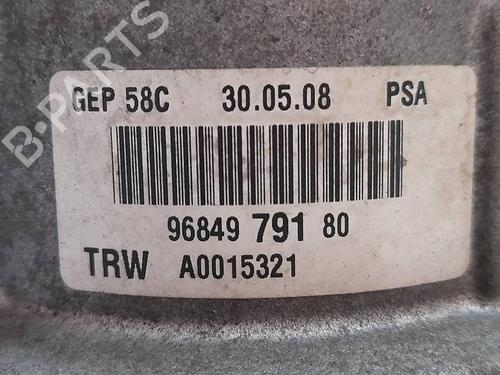 B-PARTS
GEP 58C 30.05.08 PSA
96849 791 80
TRW A0015321